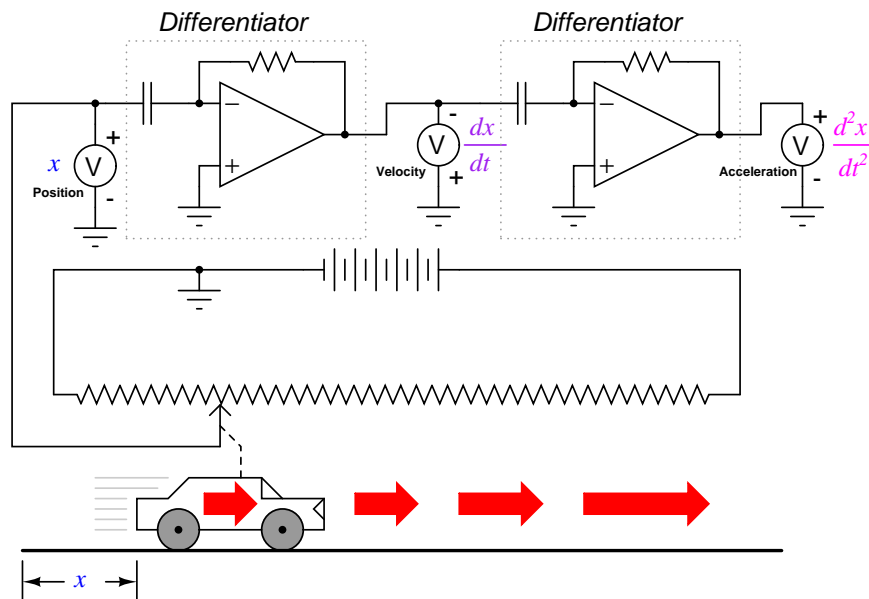 Differentiator
Differentiator
−
+
V
+
-
x
Position
-
V
+
Velocity
dx
dt
−
+
+
V
-
Acceleration
d²x
dt²
x